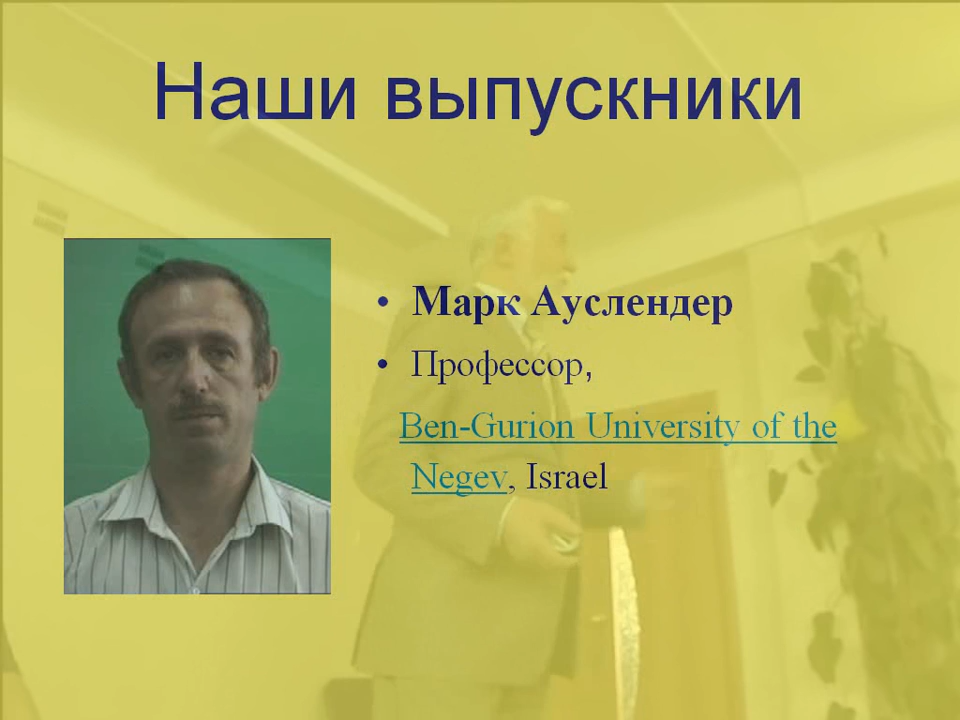 Наши выпускники
• Марк Ауслендер
• Профессор,
Ben-Gurion University of the
Negev, Israel